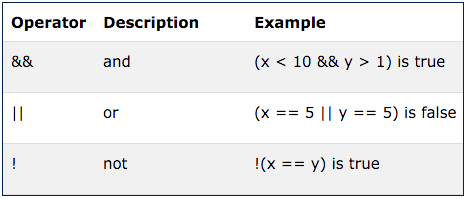 Operator Description Example
&& and (x < 10 && y > 1) is true
|| or (x == 5 || y == 5) is false
! not !(x == y) is true